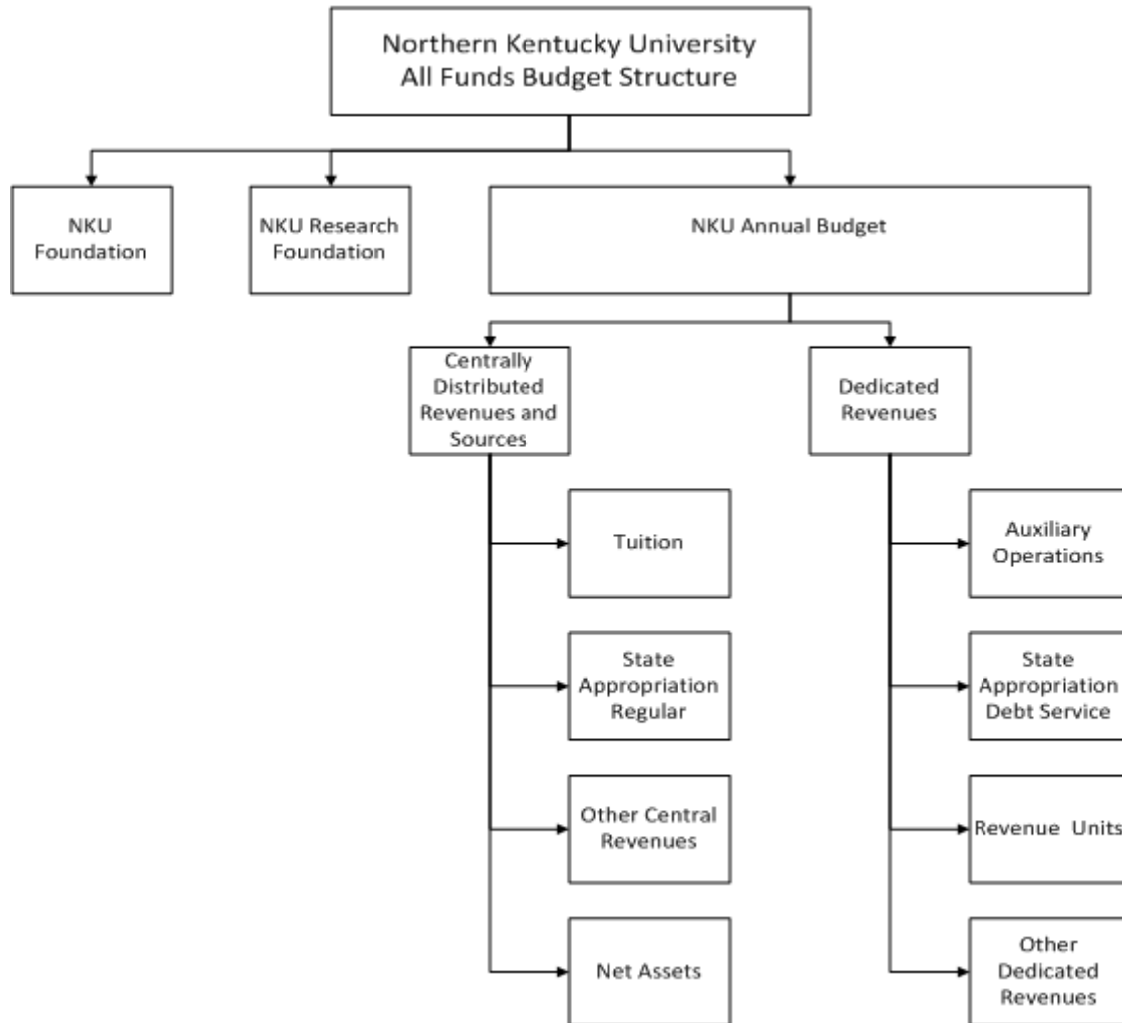 Northern Kentucky University
All Funds Budget Structure
NKU
Foundation
NKU Research
Foundation
NKU Annual Budget
Centrally
Distributed
Revenues and
Sources
Dedicated
Revenues
Tuition
Auxiliary
Operations
State
Appropriation
Regular
State
Appropriation
Debt Service
Other Central
Revenues
Revenue Units
Net Assets
Other
Dedicated
Revenues